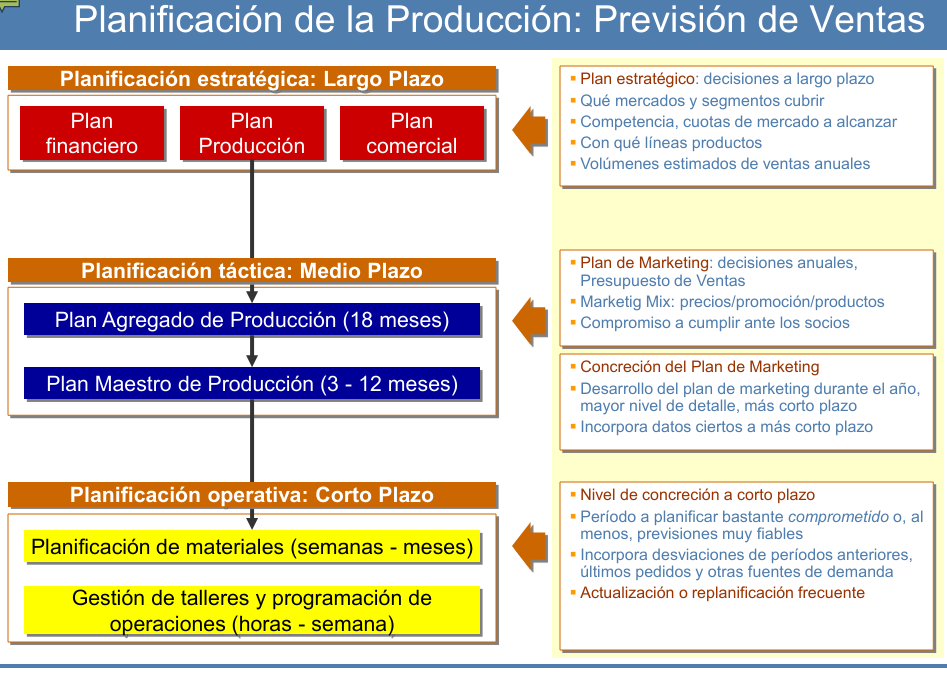 Planificación de la Producción: Previsión de Ventas
Planificación estratégica: Largo Plazo
Plan
financiero
Plan
Producción
Plan
comercial
Plan estratégico: decisiones a largo plazo
Qué mercados y segmentos cubrir
Competencia, cuotas de mercado a alcanzar
Con qué líneas productos
Volúmenes estimados de ventas anuales
Planificación táctica: Medio Plazo
Plan Agregado de Producción (18 meses)
Plan Maestro de Producción (3 - 12 meses)
Plan de Marketing: decisiones anuales,
Presupuesto de Ventas
Marketig Mix: precios/promoción/productos
Compromiso a cumplir ante los socios
Concreción del Plan de Marketing
Desarrollo del plan de marketing durante el año,
mayor nivel de detalle, más corto plazo
Incorpora datos ciertos a más corto plazo
Planificación operativa: Corto Plazo
Planificación de materiales (semanas - meses)
Gestión de talleres y programación de
operaciones (horas - semana)
Nivel de concreción a corto plazo
Período a planificar bastante comprometido o, al
menos, previsiones muy fiables
Incorpora desviaciones de períodos anteriores,
últimos pedidos y otras fuentes de demanda
Actualización o replanificación frecuente